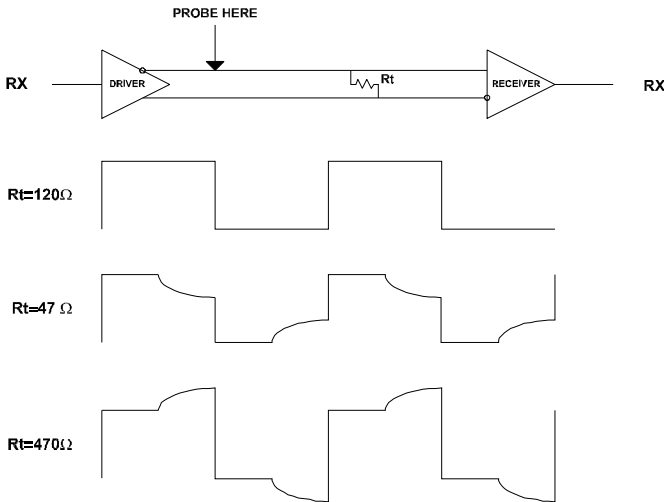 PROBE HERE
RX
DRIVER
Rt
RECEIVER
RX
Rt=120Ω
Rt=47 Ω
Rt=470Ω